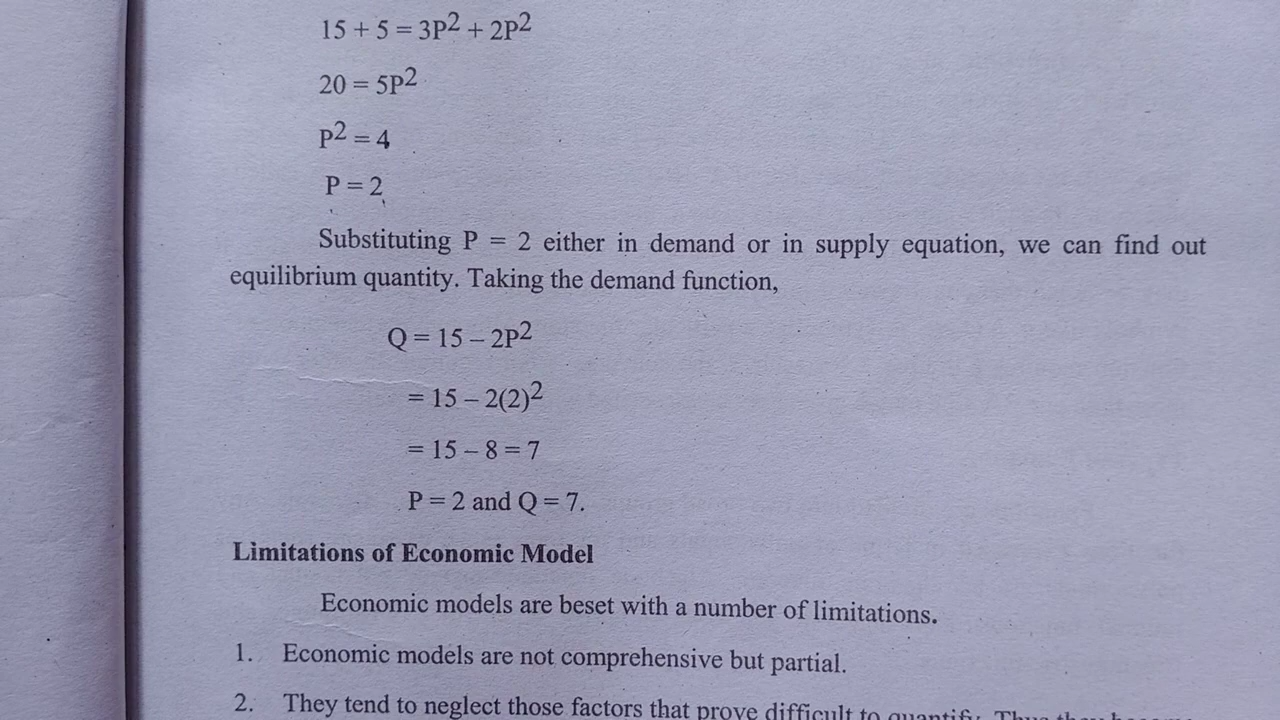 15 + 5 = 3P² + 2P²
20 = 5P²
P² = 4
P = 2
Substituting P = 2 either in demand or in supply equation, we can find out
equilibrium quantity. Taking the demand function,
Q = 15 – 2P²
= 15 – 2(2)²
= 15 – 8 = 7
P = 2 and Q = 7.
Limitations of Economic Model
Economic models are beset with a number of limitations.
1. Economic models are not comprehensive but partial.
2. They tend to neglect those factors that prove difficult to quantify. Thus they